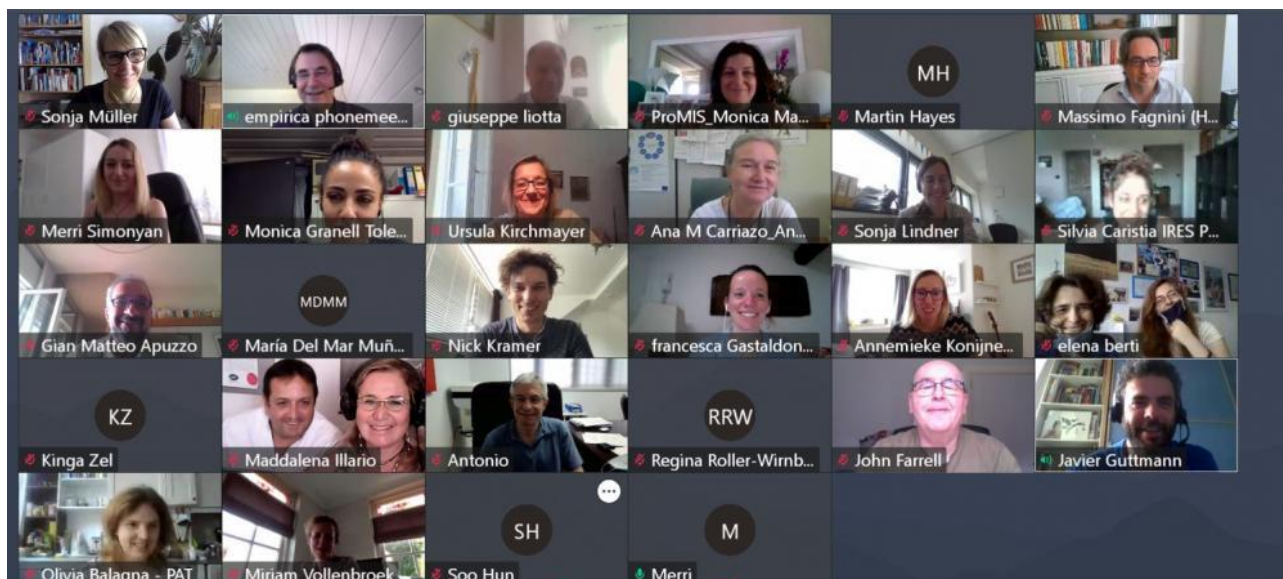 Sonja Müller
empirica phonemee...
giuseppe liotta
ProMIS_Monica Ma...
MH
Martin Hayes
Massimo Fagnini (H...
Merri Simonyan
Monica Granell Tole...
Ursula Kirchmayer
Ana M Carriazo_An...
Sonja Lindner
Silvia Caristia IRES P...
Gian Matteo Apuzzo
MDMM
María Del Mar Muñ...
Nick Kramer
francesca Gastaldon...
Annemieke Konijne...
elena berti
KZ
Kinga Zel
Maddalena Illario
Antonio
RRW
Regina Roller-Wirnb...
John Farrell
Javier Guttmann
Olivia Balagna - PAT
Miriam Vollenbroek
SH
Soo Hun
M
Merri